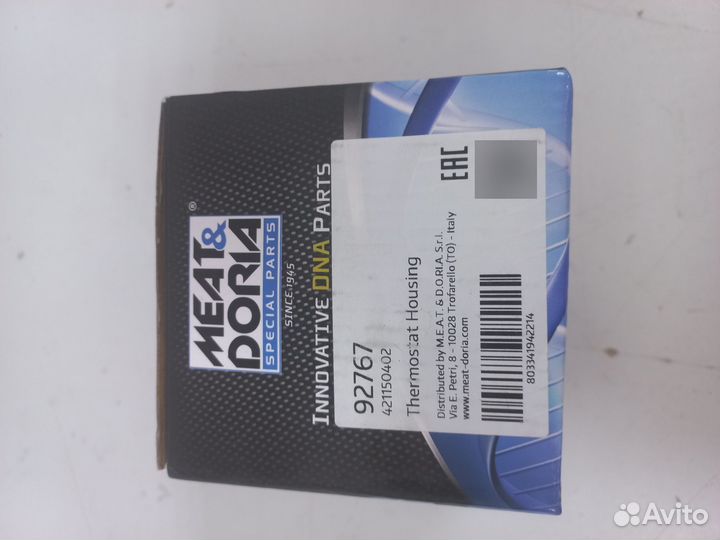 MEAT&
DORIA
®
SPECIAL PARTS
SINCE 1945
INNOVATIVE DNA PARTS
92767
421150402
Thermostat Housing
EAC
Distributed by M.E.A.T. & D.O.R.I.A. S.r.l.
Via E. Petri, 8 - 10028 Trofarello (TO) - Italy
www.meat-doria.com
803341942214
Avito